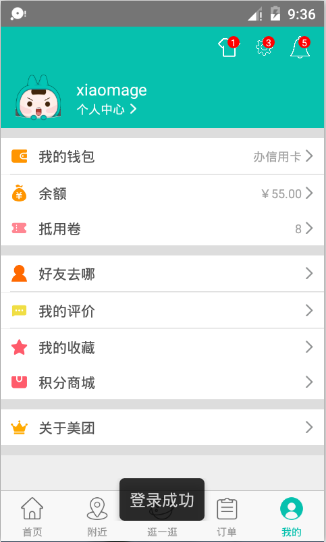 9:36
1
3
5
xiaomage
个人中心
我的钱包 办信用卡
余额 ￥55.00
抵用卷 8
好友去哪
我的评价
我的收藏
积分商城
关于美团
登录成功
首页 附近 逛一逛 订单 我的